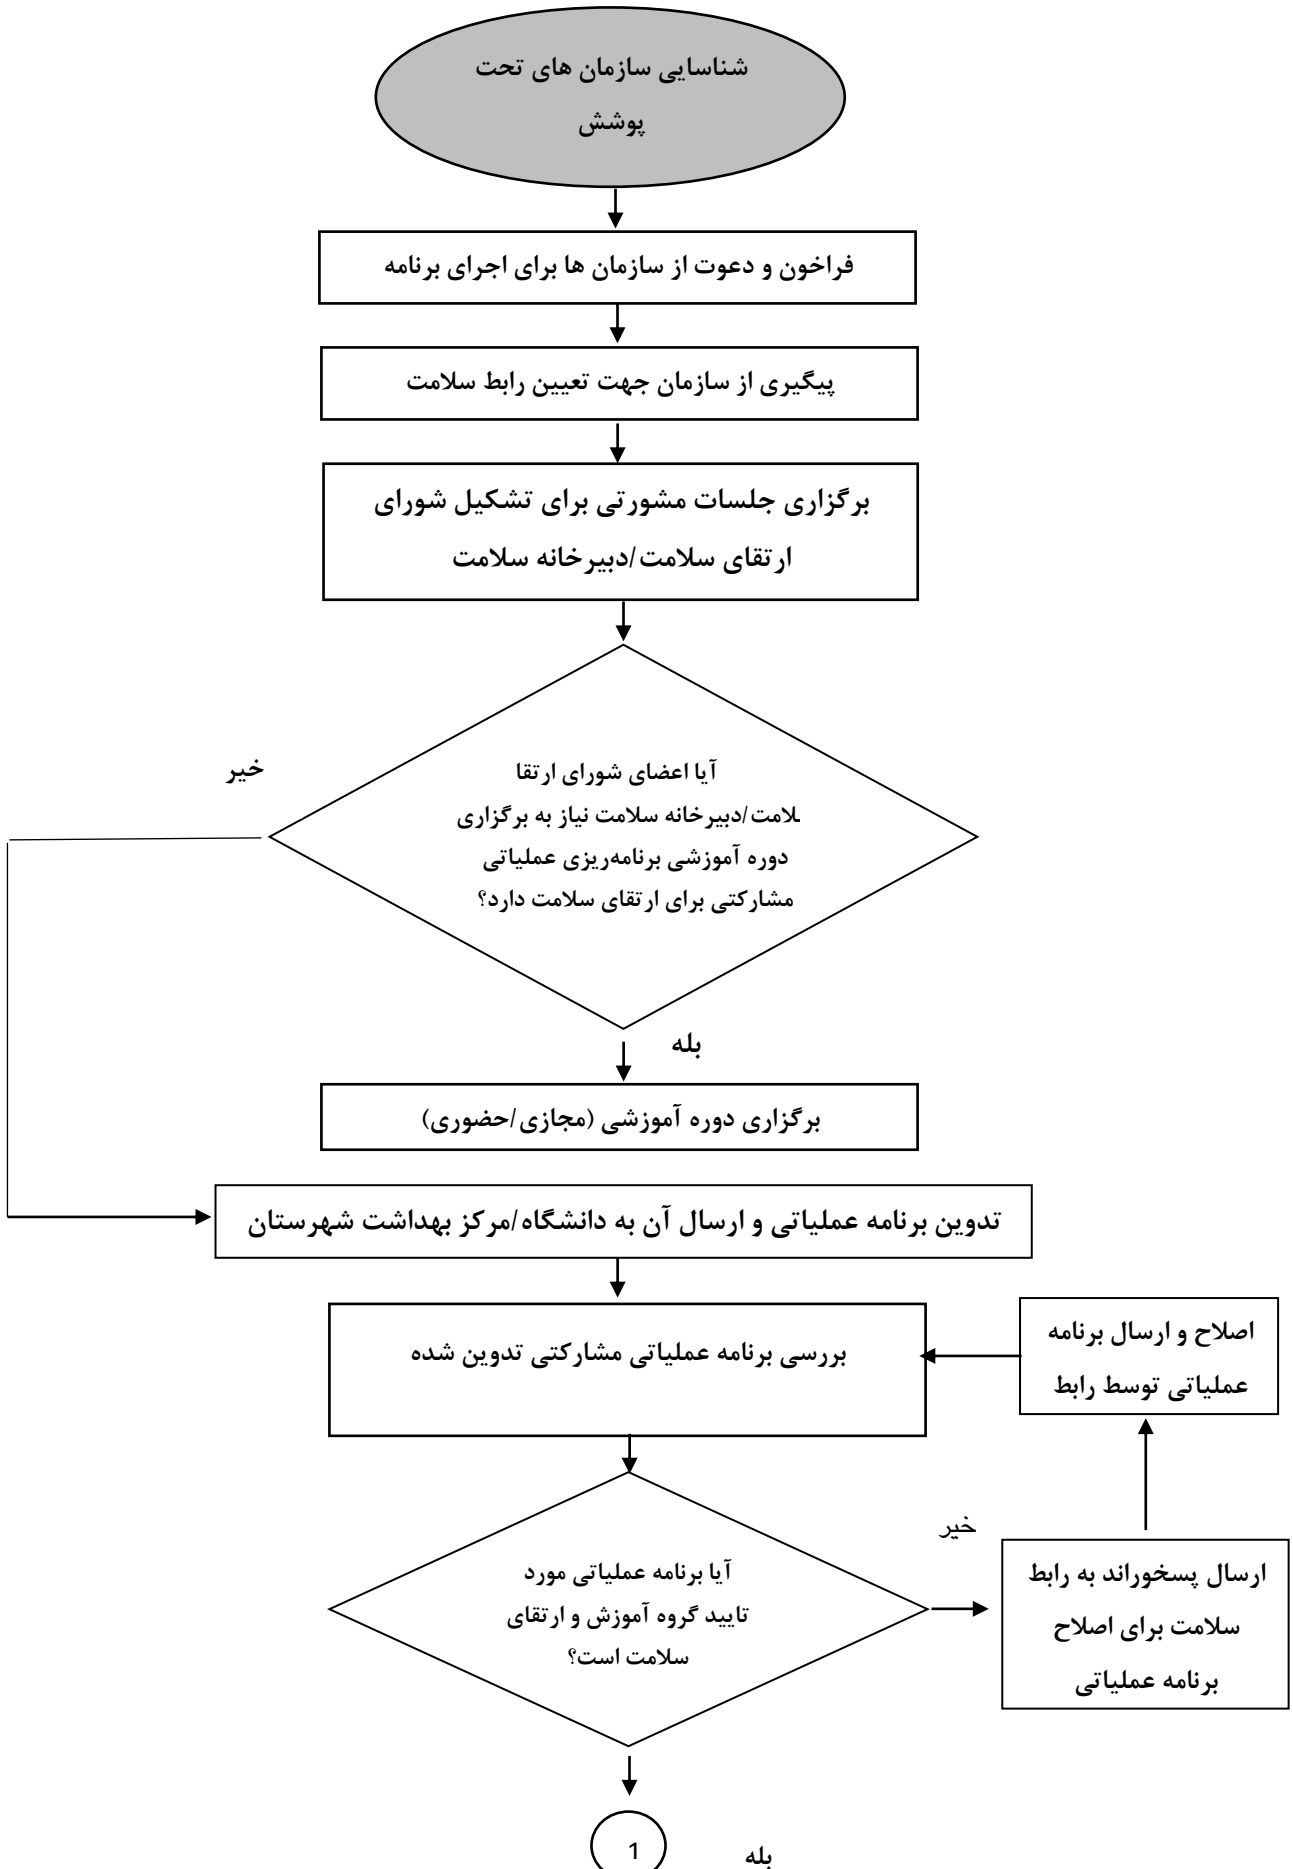 شناسایی سازمان های تحت
پوشش
فراخون و دعوت از سازمان ها برای اجرای برنامه
پیگیری از سازمان جهت تعیین رابط سلامت
برگزاری جلسات مشورتی برای تشکیل شورای
ارتقای سلامت/دبیرخانه سلامت
خیر
آیا اعضای شورای ارتقا
لامت/دبیرخانه سلامت نیاز به برگزاری
دوره آموزشی برنامه‌ریزی عملیاتی
مشارکتی برای ارتقای سلامت دارد؟
بله
برگزاری دوره آموزشی (مجازی/حضوری)
تدوین برنامه عملیاتی و ارسال آن به دانشگاه/مرکز بهداشت شهرستان
بررسی برنامه عملیاتی مشارکتی تدوین شده
اصلاح و ارسال برنامه
عملیاتی توسط رابط
آیا برنامه عملیاتی مورد
تایید گروه آموزش و ارتقای
سلامت است؟
خیر
ارسال پسخوراند به رابط
سلامت برای اصلاح
برنامه عملیاتی
1
بله